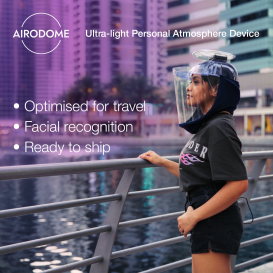 AIRODOME
Ultra-light Personal Atmosphere Device
• Optimised for travel
• Facial recognition
• Ready to ship